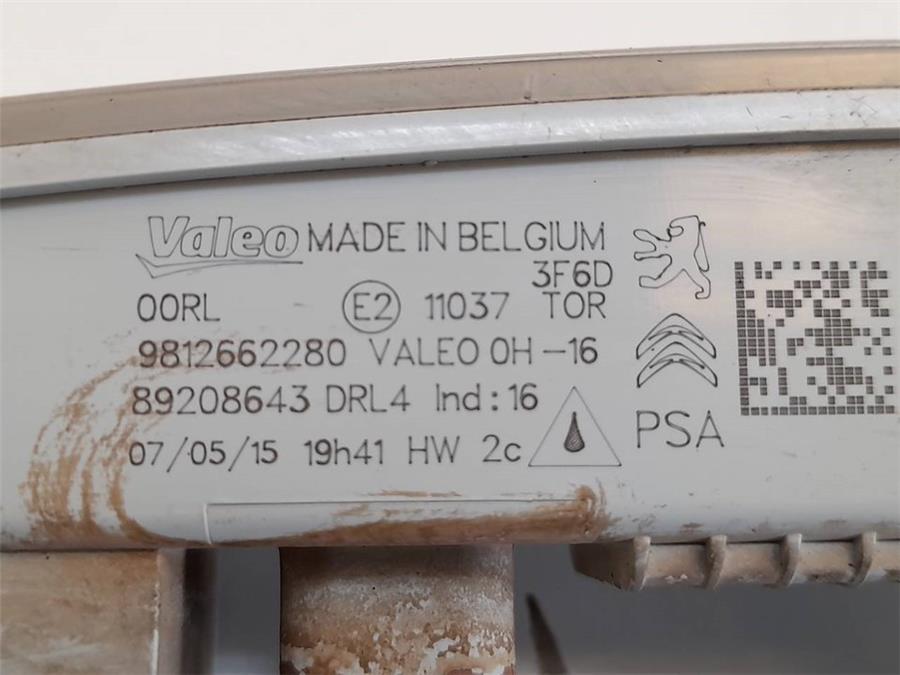 Valeo MADE IN BELGIUM
3F6D
00RL E2 11037 TOR
9812662280 VALEO 0H-16
89208643 DRL4 Ind:16
07/05/15 19h41 HW 2c
PSA